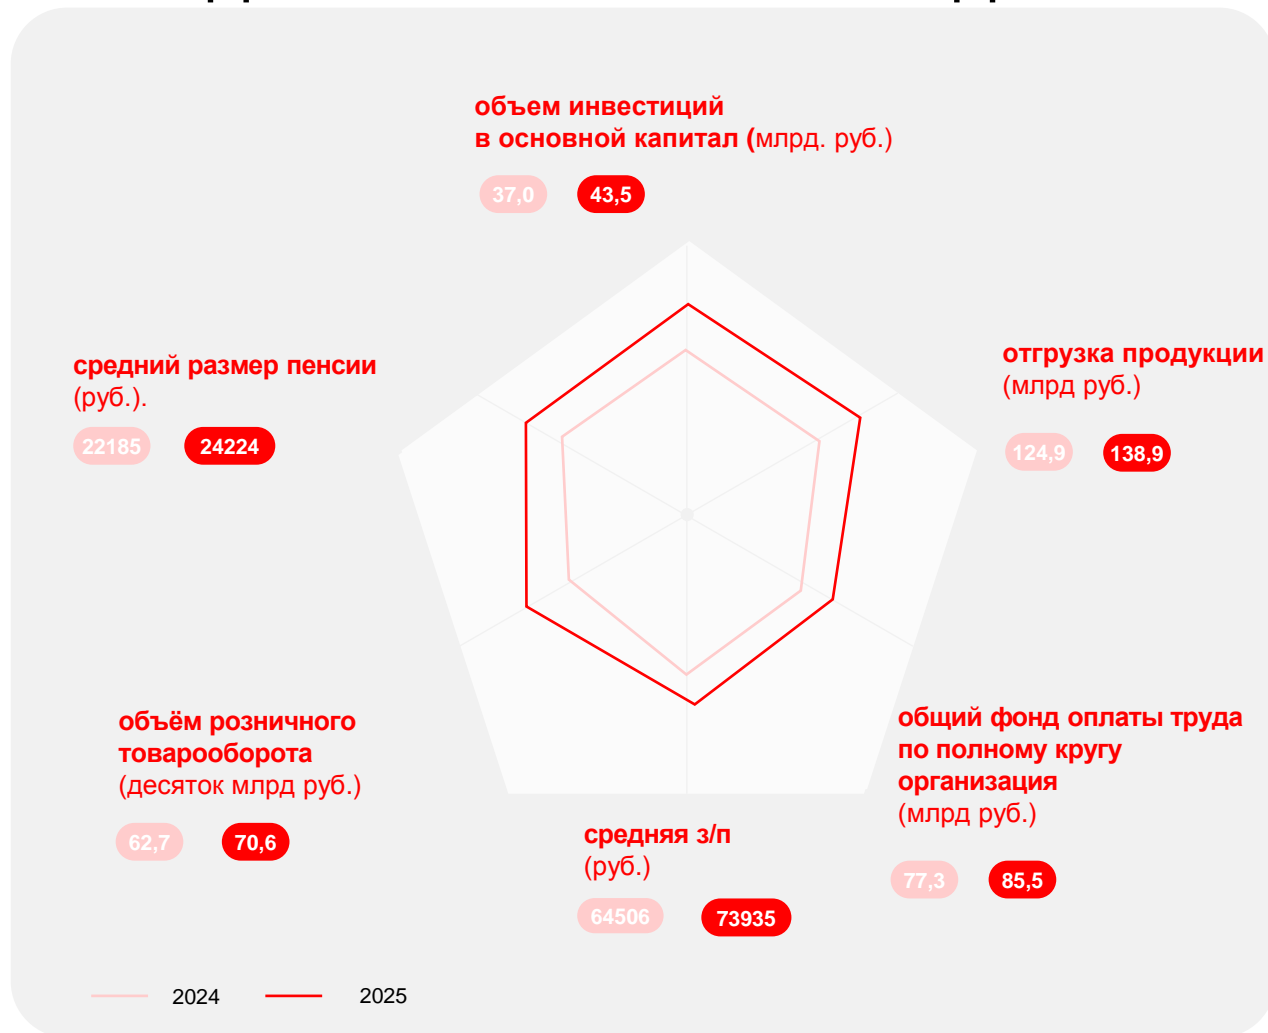 объем инвестиций
в основной капитал (млрд. руб.)
37,0 43,5
средний размер пенсии
(руб.).
22185 24224
отгрузка продукции
(млрд руб.)
124,9 138,9
объём розничного
товарооборота
(десяток млрд руб.)
62,7 70,6
средняя з/п
(руб.)
64506 73935
общий фонд оплаты труда
по полному кругу
организация
(млрд руб.)
77,3 85,5
2024 2025